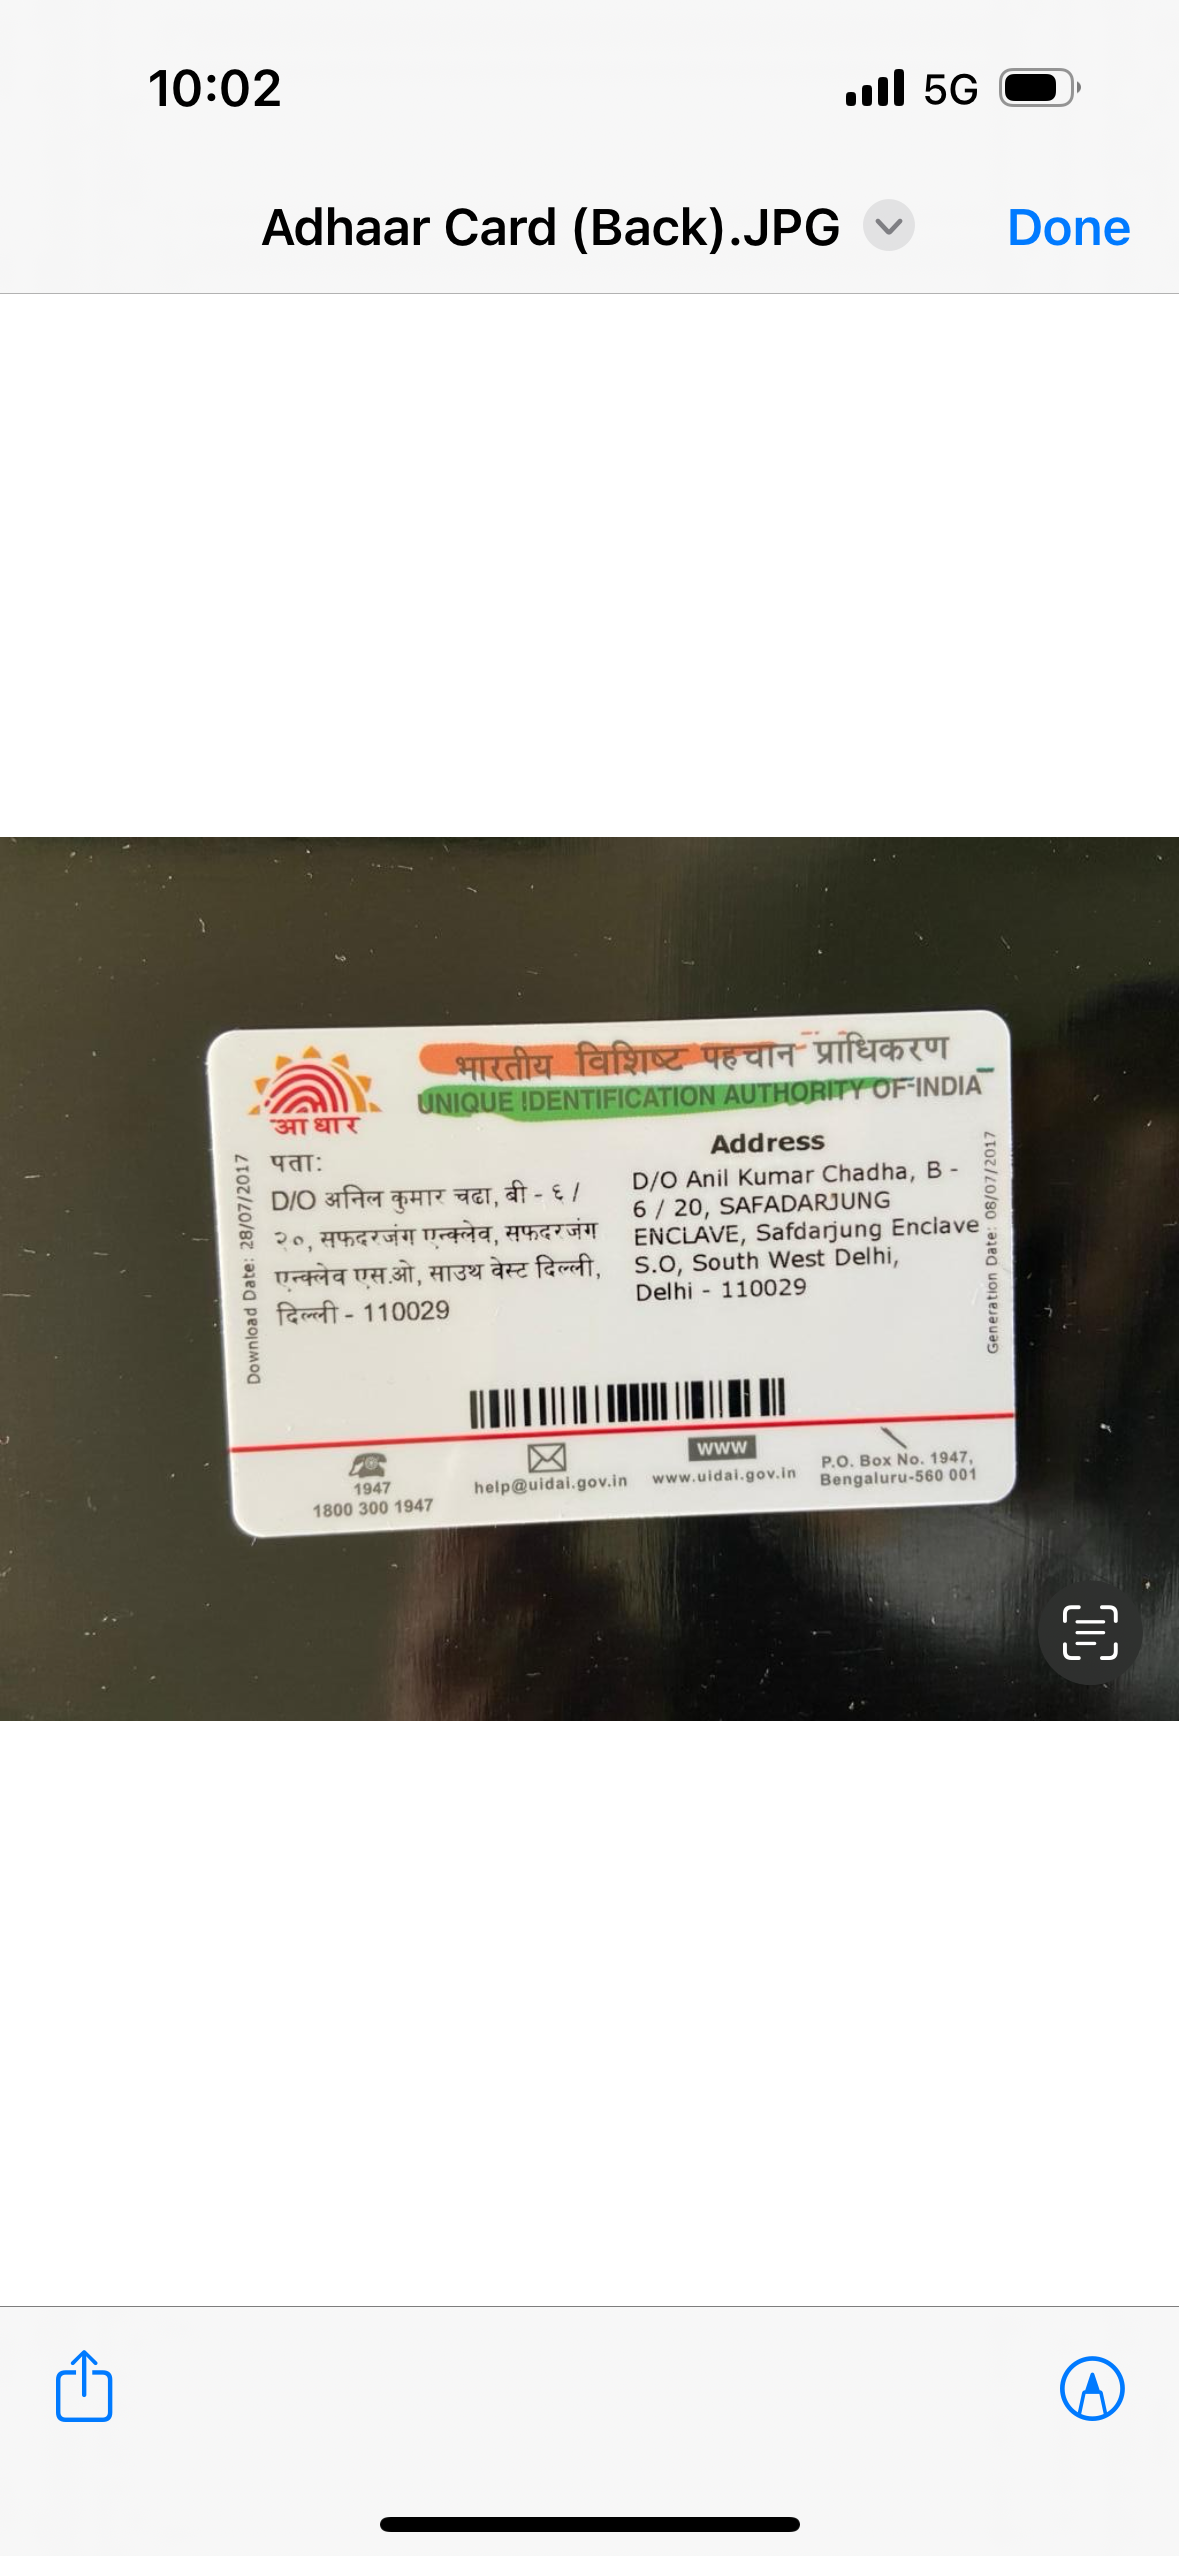 10:02
5G
Adhaar Card (Back).JPG
Done
भारतीय विशिष्ट पहचान प्राधिकरण
UNIQUE IDENTIFICATION AUTHORITY OF INDIA
आधार
Download Date: 28/07/2017
पता:
D/O अनिल कुमार चढा, बी - ६ /
२०, सफदरजंग एन्क्लेव, सफदरजंग
एन्क्लेव एस.ओ, साउथ वेस्ट दिल्ली,
दिल्ली - 110029
Address
D/O Anil Kumar Chadha, B -
6 / 20, SAFADARJUNG
ENCLAVE, Safdarjung Enclave
S.O, South West Delhi,
Delhi - 110029
Generation Date: 08/07/2017
1947
1800 300 1947
help@uidai.gov.in
www
www.uidai.gov.in
P.O. Box No. 1947,
Bengaluru-560 001